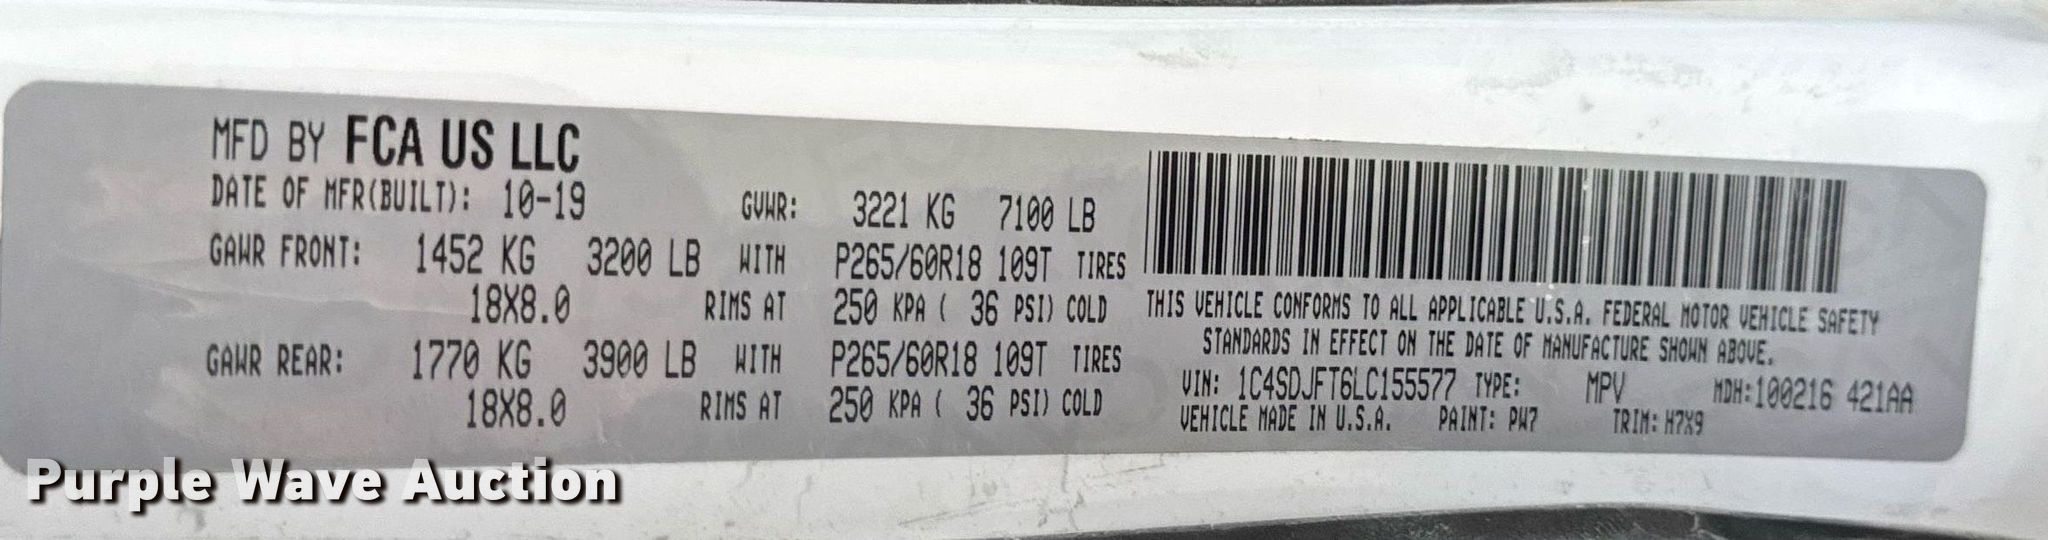 MFD BY FCA US LLC
DATE OF MFR(BUILT): 10-19 GVWR: 3221 KG 7100 LB
GAWR FRONT: 1452 KG 3200 LB WITH P265/60R18 109T TIRES
18X8.0 RIMS AT 250 KPA ( 36 PSI) COLD
GAWR REAR: 1770 KG 3900 LB WITH P265/60R18 109T TIRES
18X8.0 RIMS AT 250 KPA ( 36 PSI) COLD
THIS VEHICLE CONFORMS TO ALL APPLICABLE U.S.A. FEDERAL MOTOR VEHICLE SAFETY
STANDARDS IN EFFECT ON THE DATE OF MANUFACTURE SHOWN ABOVE.
VIN: 1C4SDJFT6LC155577 TYPE: MPV MDH:100216 421AA
VEHICLE MADE IN U.S.A. PAINT: PW7 TRIM: H7X9
Purple Wave Auction